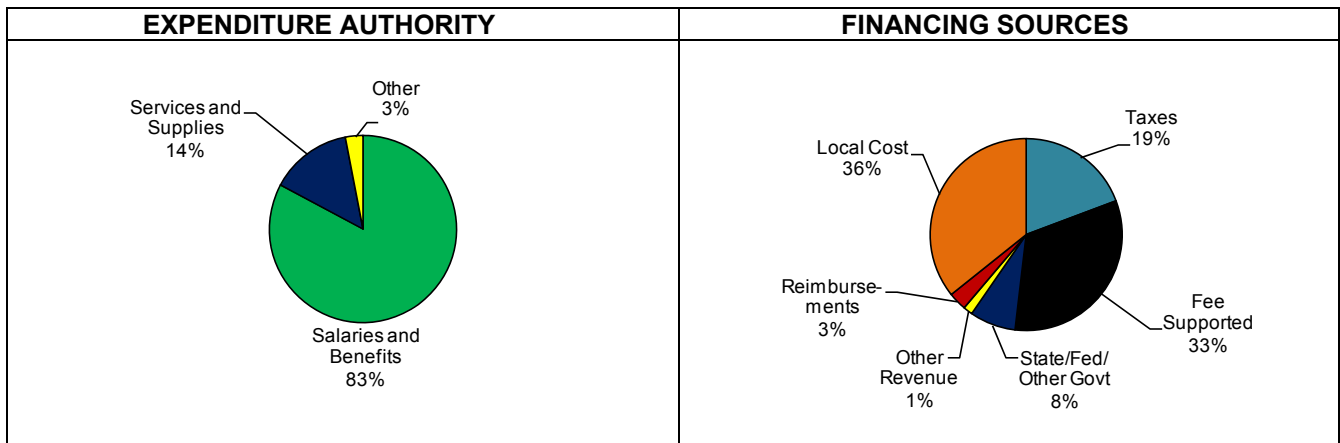 EXPENDITURE AUTHORITY
Other
3%
Services and
Supplies
14%
Salaries and
Benefits
83%
FINANCING SOURCES
Taxes
19%
Local Cost
36%
Reimburse-
ments
3%
Other
Revenue
1%
State/Fed/
Other Govt
8%
Fee
Supported
33%